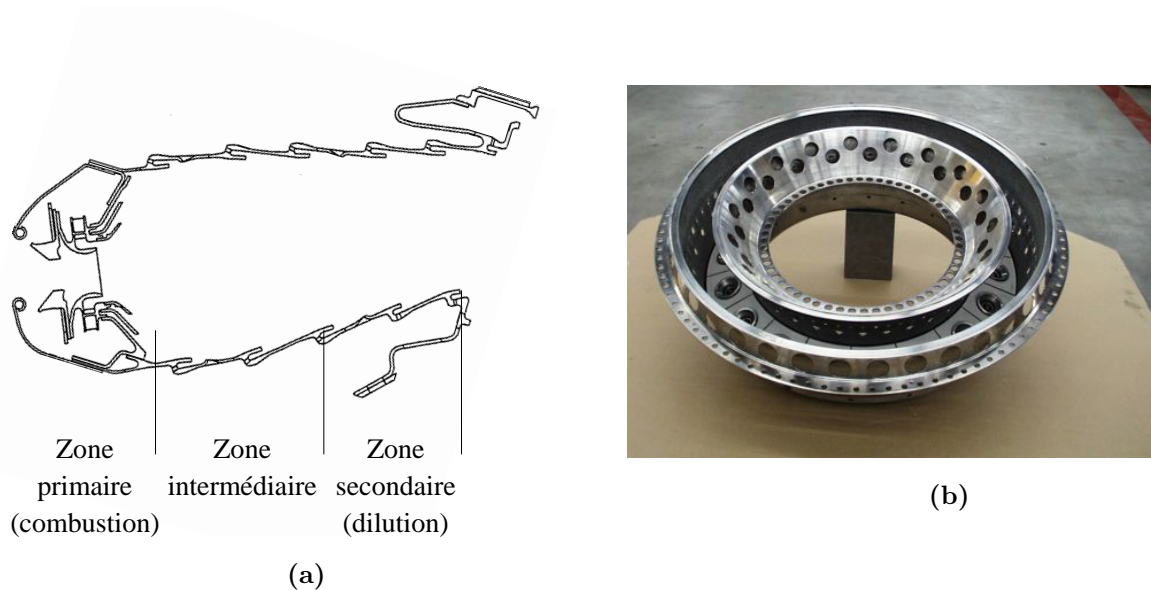 Zone
primaire
(combustion)
Zone
intermédiaire
Zone
secondaire
(dilution)
(a)
(b)